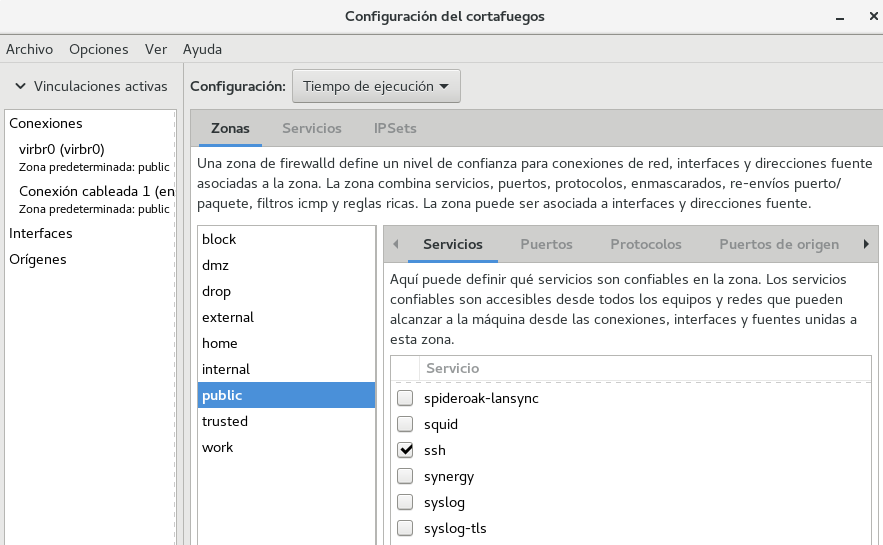 Configuración del cortafuegos
Archivo Opciones Ver Ayuda
Vinculaciones activas
Configuración: Tiempo de ejecución
Conexiones
virbr0 (virbr0)
Zona predeterminada: public
Conexión cableada 1 (en
Zona predeterminada: public
Interfaces
Orígenes
Zonas Servicios IPSets
Una zona de firewalld define un nivel de confianza para conexiones de red, interfaces y direcciones fuente
asociadas a la zona. La zona combina servicios, puertos, protocolos, enmascarados, re-envíos puerto/
paquete, filtros icmp y reglas ricas. La zona puede ser asociada a interfaces y direcciones fuente.
block
dmz
drop
external
home
internal
public
trusted
work
Servicios Puertos Protocolos Puertos de origen
Aquí puede definir qué servicios son confiables en la zona. Los servicios
confiables son accesibles desde todos los equipos y redes que pueden
alcanzar a la máquina desde las conexiones, interfaces y fuentes unidas a
esta zona.
Servicio
spideroak-lansync
squid
ssh
synergy
syslog
syslog-tls